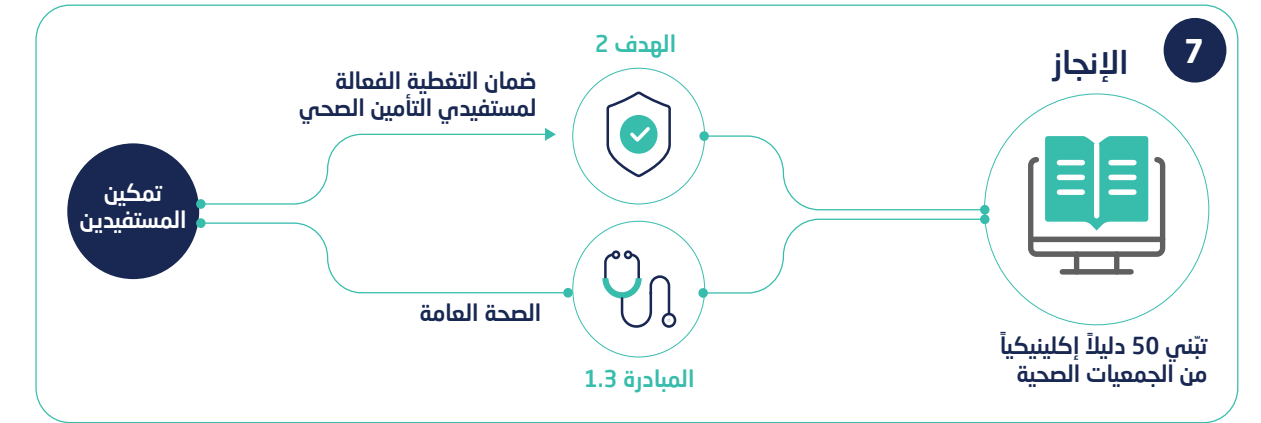 7
الإنجاز
تبّني 50 دليلاً إكلينيكياً
من الجمعيات الصحية
الهدف 2
ضمان التغطية الفعالة
لمستفيدي التأمين الصحي
الصحة العامة
المبادرة 1.3
تمكين
المستفيدين